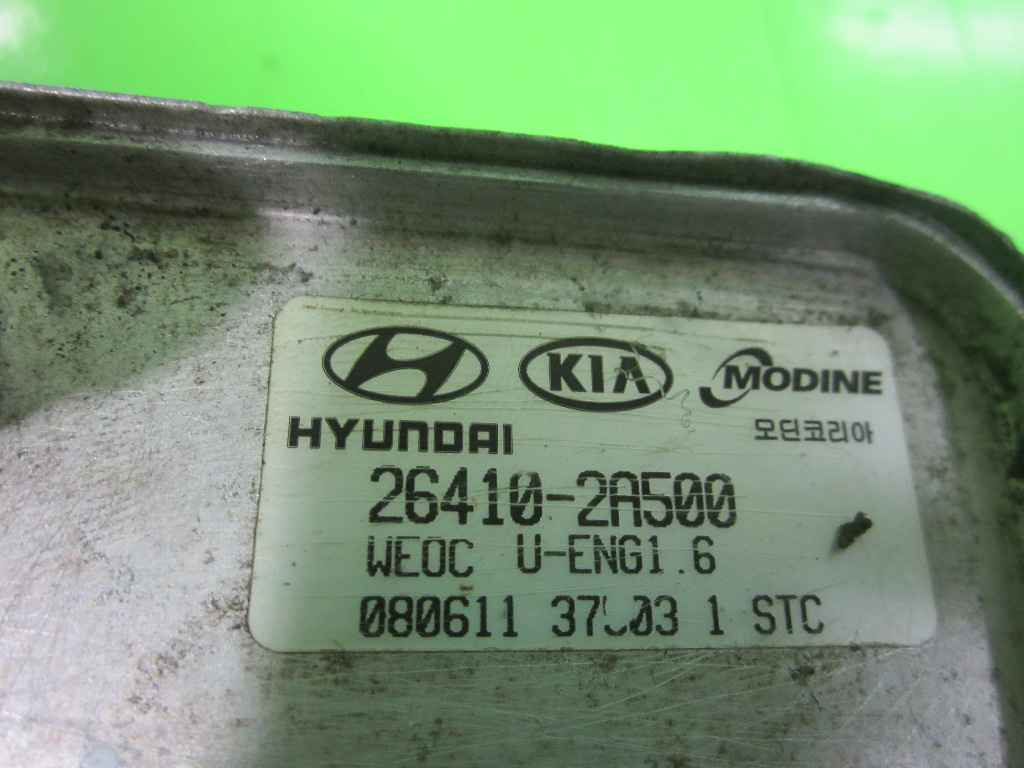 KIA MODINE
HYUNDAI 모딘코리아
26410-2A500
WEOC U-ENG1.6
080611 1 STC